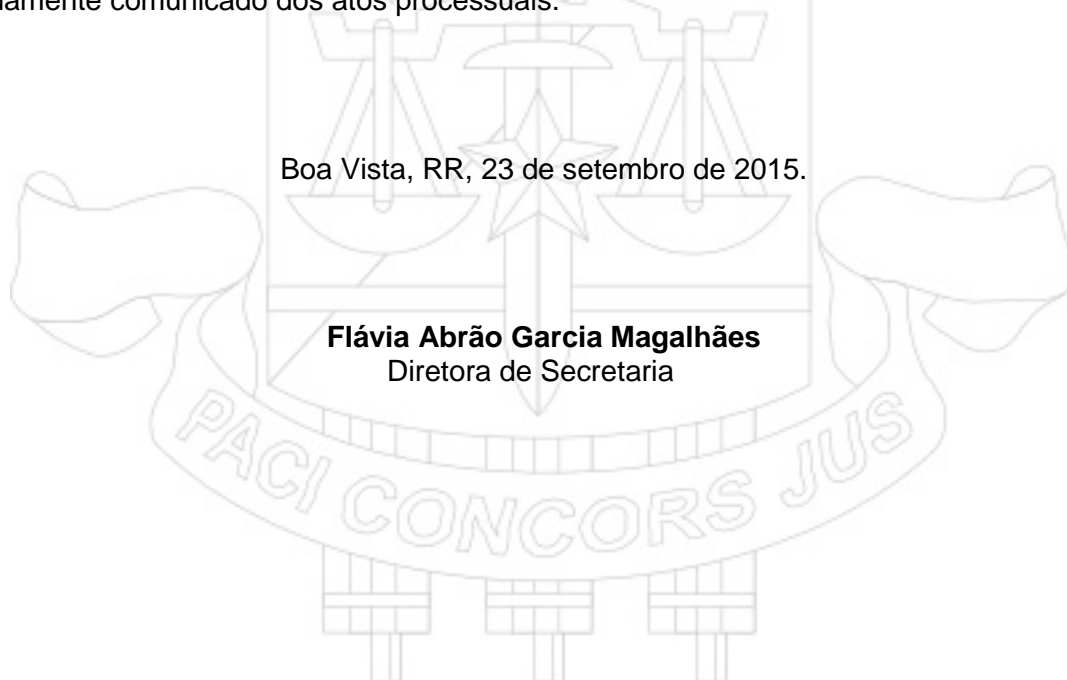 comunicado dos atos processuais.
Boa Vista, RR, 23 de setembro de 2015.
Flávia Abrão Garcia Magalhães
Diretora de Secretaria
PACI CONCORS JUS